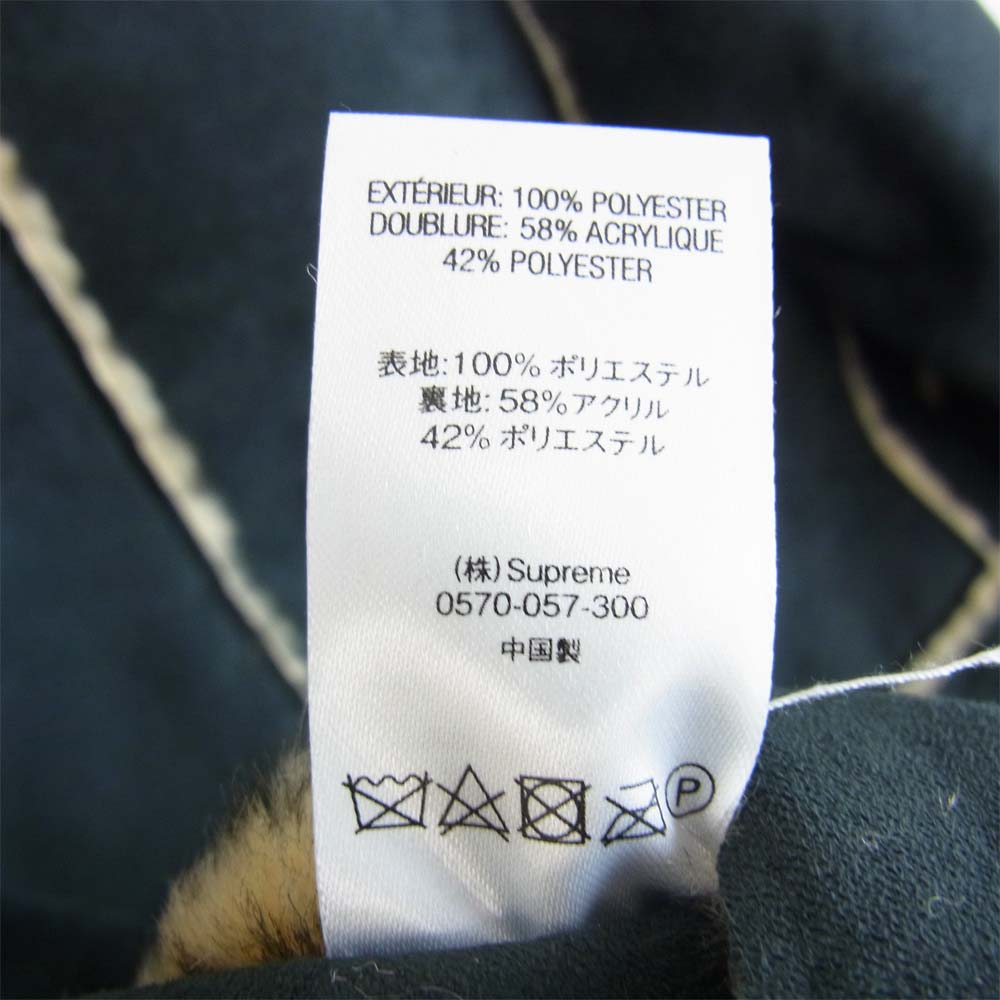 EXTÉRIEUR: 100% POLYESTER
DOUBLURE: 58% ACRYLIQUE
42% POLYESTER
表地:100% ポリエステル
裏地: 58%アクリル
42% ポリエステル
(株) Supreme
0570-057-300
中国製
P